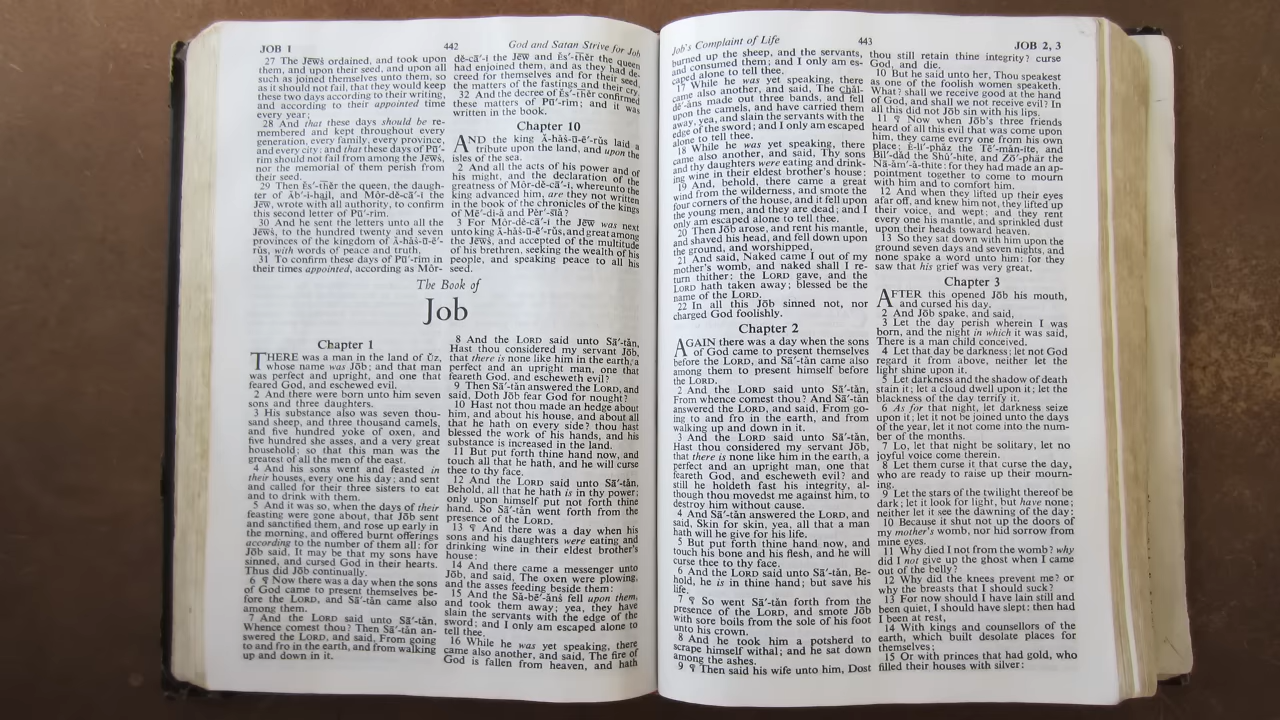 JOB 1
442
God and Satan Strive for Job
27 The Jews̄ ordained, and took upon
them, and upon their seed, and upon all
such as joined themselves unto them, so
as it should not fail, that they would keep
these two days according to their writing,
and according to their appointed time
every year;
28 And that these days should be re-
membered and kept throughout every
generation, every family, every province,
and every city; and that these days of Pū´-
rim should not fail from among the Jews̄,
nor the memorial of them perish from
their seed.
29 Then Ĕs´-t̄hēr the queen, the daugh-
ter of Ăb´-i-hāil, and Môr-dĕ-cā´-ī the
Jew, wrote with all authority, to confirm
this second letter of Pū´-rim.
30 And he sent the letters unto all the
Jews̄, to the hundred twenty and seven
provinces of the kingdom of Ă-hăs̆-ū-ē´-
rŭs, with words of peace and truth,
31 To confirm these days of Pū´-rim in
their times appointed, according as Môr-
dĕ-cā´-ī the Jew and Ĕs´-t̄hēr the queen
had enjoined them, and as they had de-
creed for themselves and for their seed,
the matters of the fastings and their cry.
32 And the decree of Ĕs´-t̄hēr confirmed
these matters of Pū´-rim; and it was
written in the book.
Chapter 10
AND the king Ă-hăs̆-ū-ē´-rŭs laid a
tribute upon the land, and upon the
isles of the sea.
2 And all the acts of his power and of
his might, and the declaration of the
greatness of Môr-dĕ-cā´-ī, whereunto the
king advanced him, are they not written
in the book of the chronicles of the kings
of Mē´-dĭ-ă and Pēr´-s̆ĭă?
3 For Môr-dĕ-cā´-ī the Jew was next
unto king Ă-hăs̆-ū-ē´-rŭs, and great among
the Jews̄, and accepted of the multitude
of his brethren, seeking the wealth of his
people, and speaking peace to all his
seed.
The Book of
Job
Chapter 1
THERE was a man in the land of Ŭz,
whose name was Jōb; and that man
was perfect and upright, and one that
feared God, and eschewed evil.
2 And there were born unto him seven
sons and three daughters.
3 His substance also was seven thou-
sand sheep, and three thousand camels,
and five hundred yoke of oxen, and
five hundred she asses, and a very great
household; so that this man was the
greatest of all the men of the east.
4 And his sons went and feasted in
their houses, every one his day; and sent
and called for their three sisters to eat
and to drink with them.
5 And it was so, when the days of their
feasting were gone about, that Jōb sent
and sanctified them, and rose up early in
the morning, and offered burnt offerings
according to the number of them all: for
Jōb said, It may be that my sons have
sinned, and cursed God in their hearts.
Thus did Jōb continually.
6 ¶ Now there was a day when the sons
of God came to present themselves be-
fore the LORD, and Sā´-tăn came also
among them.
7 And the LORD said unto Sā´-tăn,
Whence comest thou? Then Sā´-tăn an-
swered the LORD, and said, From going
to and fro in the earth, and from walking
up and down in it.
8 And the LORD said unto Sā´-tăn,
Hast thou considered my servant Jōb,
that there is none like him in the earth, a
perfect and an upright man, one that
feareth God, and escheweth evil?
9 Then Sā´-tăn answered the LORD, and
said, Doth Jōb fear God for nought?
10 Hast not thou made an hedge about
him, and about his house, and about all
that he hath on every side? thou hast
blessed the work of his hands, and his
substance is increased in the land.
11 But put forth thine hand now, and
touch all that he hath, and he will curse
thee to thy face.
12 And the LORD said unto Sā´-tăn,
Behold, all that he hath is in thy power;
only upon himself put not forth thine
hand. So Sā´-tăn went forth from the
presence of the LORD.
13 ¶ And there was a day when his
sons and his daughters were eating and
drinking wine in their eldest brother's
house:
14 And there came a messenger unto
Jōb, and said, The oxen were plowing,
and the asses feeding beside them:
15 And the Să-bē´-ăns̆ fell upon them,
and took them away; yea, they have
slain the servants with the edge of the
sword; and I only am escaped alone to
tell thee.
16 While he was yet speaking, there
came also another, and said, The fire of
God is fallen from heaven, and hath
Job's Complaint of Life
443
JOB 2, 3
burned up the sheep, and the servants,
and consumed them; and I only am es-
caped alone to tell thee.
17 While he was yet speaking, there
came also another, and said, The Chăl-
dē´-ăns made out three bands, and fell
upon the camels, and have carried them
away, yea, and slain the servants with the
edge of the sword; and I only am escaped
alone to tell thee.
18 While he was yet speaking, there
came also another, and said, Thy sons
and thy daughters were eating and drink-
ing wine in their eldest brother's house:
19 And, behold, there came a great
wind from the wilderness, and smote the
four corners of the house, and it fell upon
the young men, and they are dead; and I
only am escaped alone to tell thee.
20 Then Jōb arose, and rent his mantle,
and shaved his head, and fell down upon
the ground, and worshipped,
21 And said, Naked came I out of my
mother's womb, and naked shall I re-
turn thither: the LORD gave, and the
LORD hath taken away; blessed be the
name of the LORD.
22 In all this Jōb sinned not, nor
charged God foolishly.
Chapter 2
AGAIN there was a day when the sons
of God came to present themselves
before the LORD, and Sā´-tăn came also
among them to present himself before
the LORD.
2 And the LORD said unto Sā´-tăn,
From whence comest thou? And Sā´-tăn
answered the LORD, and said, From go-
ing to and fro in the earth, and from
walking up and down in it.
3 And the LORD said unto Sā´-tăn,
Hast thou considered my servant Jōb,
that there is none like him in the earth, a
perfect and an upright man, one that
feareth God, and escheweth evil? and
still he holdeth fast his integrity, al-
though thou movedst me against him, to
destroy him without cause.
4 And Sā´-tăn answered the LORD, and
said, Skin for skin, yea, all that a man
hath will he give for his life.
5 But put forth thine hand now, and
touch his bone and his flesh, and he will
curse thee to thy face.
6 And the LORD said unto Sā´-tăn, Be-
hold, he is in thine hand; but save his
life.
7 ¶ So went Sā´-tăn forth from the
presence of the LORD, and smote Jōb
with sore boils from the sole of his foot
unto his crown.
8 And he took him a potsherd to
scrape himself withal; and he sat down
among the ashes.
9 ¶ Then said his wife unto him, Dost
thou still retain thine integrity? curse
God, and die.
10 But he said unto her, Thou speakest
as one of the foolish women speaketh.
What? shall we receive good at the hand
of God, and shall we not receive evil? In
all this did not Jōb sin with his lips.
11 ¶ Now when Jōb's three friends
heard of all this evil that was come upon
him, they came every one from his own
place; Ĕ-lī´-phăz the Tē´-măn-īte, and
Bĭl´-dăd the Shū´-hīte, and Zō´-phar the
Nā´-ăm´-ă-thīte: for they had made an ap-
pointment together to come to mourn
with him and to comfort him.
12 And when they lifted up their eyes
afar off, and knew him not, they lifted up
their voice, and wept; and they rent
every one his mantle, and sprinkled dust
upon their heads toward heaven.
13 So they sat down with him upon the
ground seven days and seven nights, and
none spake a word unto him: for they
saw that his grief was very great.
Chapter 3
AFTER this opened Jōb his mouth,
and cursed his day.
2 And Jōb spake, and said,
3 Let the day perish wherein I was
born, and the night in which it was said,
There is a man child conceived.
4 Let that day be darkness; let not God
regard it from above, neither let the
light shine upon it.
5 Let darkness and the shadow of death
stain it; let a cloud dwell upon it; let the
blackness of the day terrify it.
6 As for that night, let darkness seize
upon it; let it not be joined unto the days
of the year, let it not come into the num-
ber of the months.
7 Lo, let that night be solitary, let no
joyful voice come therein.
8 Let them curse it that curse the day,
who are ready to raise up their mourn-
ing.
9 Let the stars of the twilight thereof be
dark; let it look for light, but have none;
neither let it see the dawning of the day:
10 Because it shut not up the doors of
my mother's womb, nor hid sorrow from
mine eyes.
11 Why died I not from the womb? why
did I not give up the ghost when I came
out of the belly?
12 Why did the knees prevent me? or
why the breasts that I should suck?
13 For now should I have lain still and
been quiet, I should have slept: then had
I been at rest,
14 With kings and counsellors of the
earth, which built desolate places for
themselves;
15 Or with princes that had gold, who
filled their houses with silver: